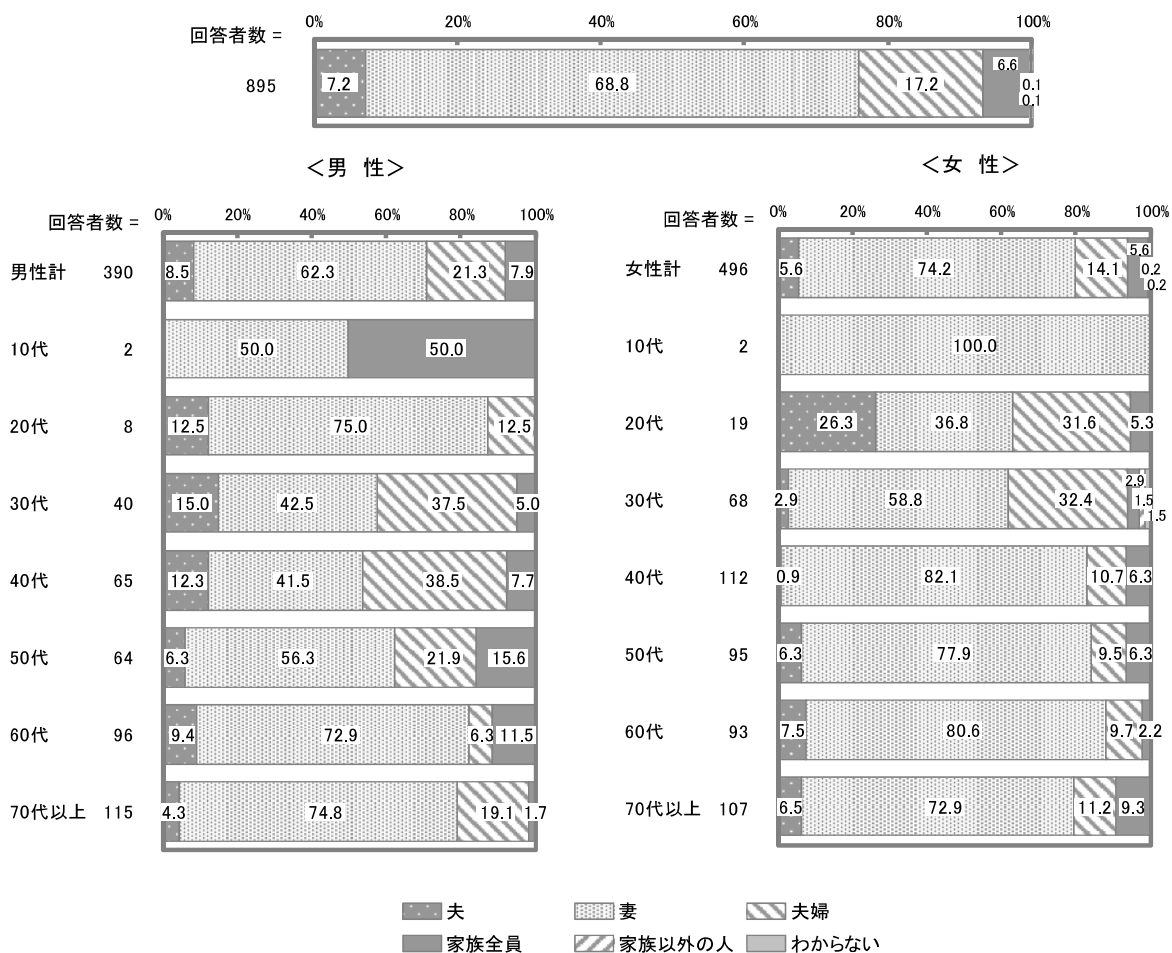 0% 20% 40% 60% 80% 100%
回答者数 =
895 7.2 68.8 17.2 6.6 0.1 0.1
＜男 性＞
回答者数 = 0% 20% 40% 60% 80% 100%
男性計 390 8.5 62.3 21.3 7.9
10代 2 50.0 50.0
20代 8 12.5 75.0 12.5
30代 40 15.0 42.5 37.5 5.0
40代 65 12.3 41.5 38.5 7.7
50代 64 6.3 56.3 21.9 15.6
60代 96 9.4 72.9 6.3 11.5
70代以上 115 4.3 74.8 19.1 1.7
＜女 性＞
回答者数 = 0% 20% 40% 60% 80% 100%
女性計 496 5.6 74.2 14.1 5.6 0.2 0.2
10代 2 100.0
20代 19 26.3 36.8 31.6 5.3
30代 68 2.9 58.8 32.4 2.9 1.5 1.5
40代 112 0.9 82.1 10.7 6.3
50代 95 6.3 77.9 9.5 6.3
60代 93 7.5 80.6 9.7 2.2
70代以上 107 6.5 72.9 11.2 9.3
夫 妻 夫婦
家族全員 家族以外の人 わからない